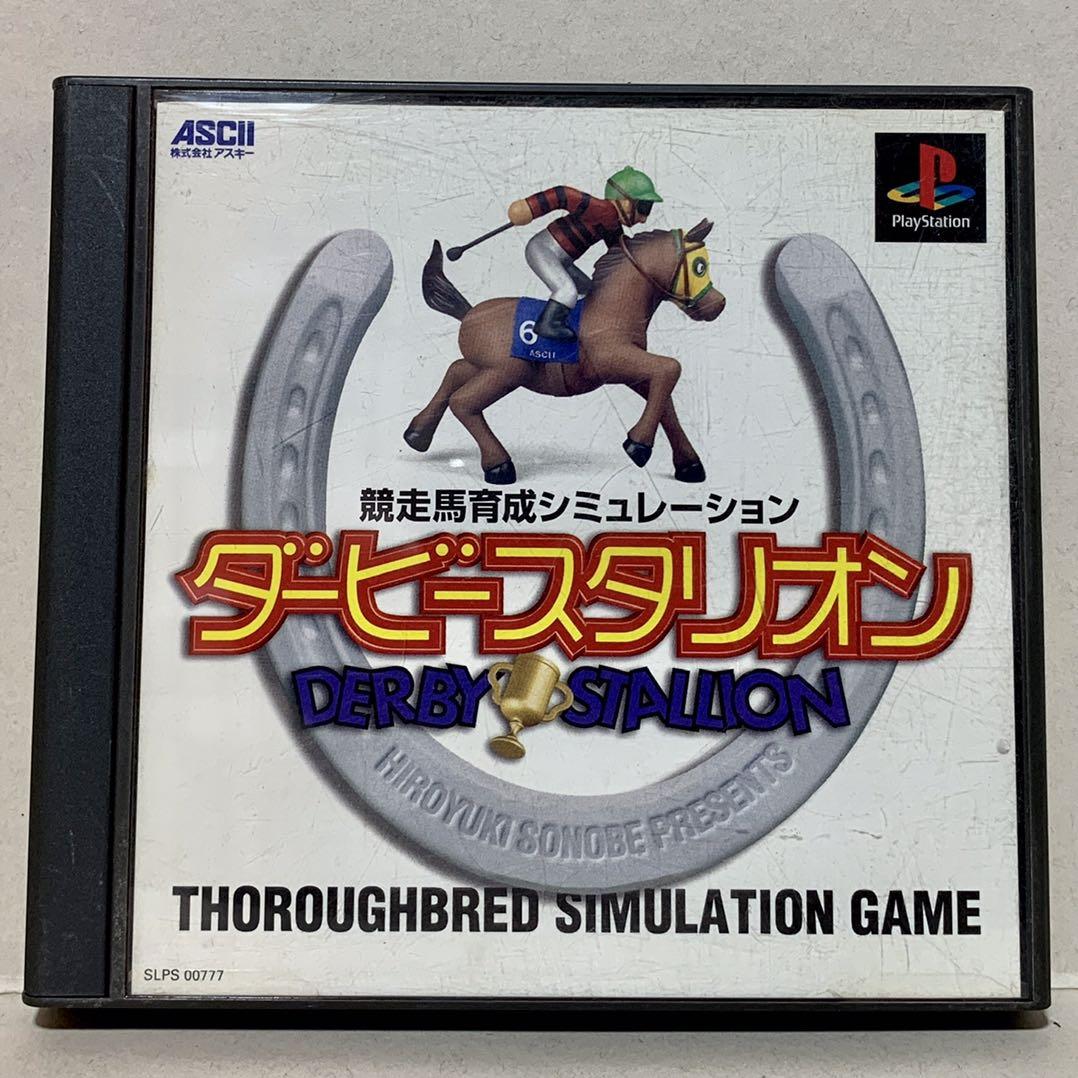 ASCII
株式会社アスキー
PlayStation
6
ASCII
競走馬育成シミュレーション
ダービースタリオン
DERBY STALLION
HIROYUKI SONOBE PRESENTS
THOROUGHBRED SIMULATION GAME
SLPS 00777